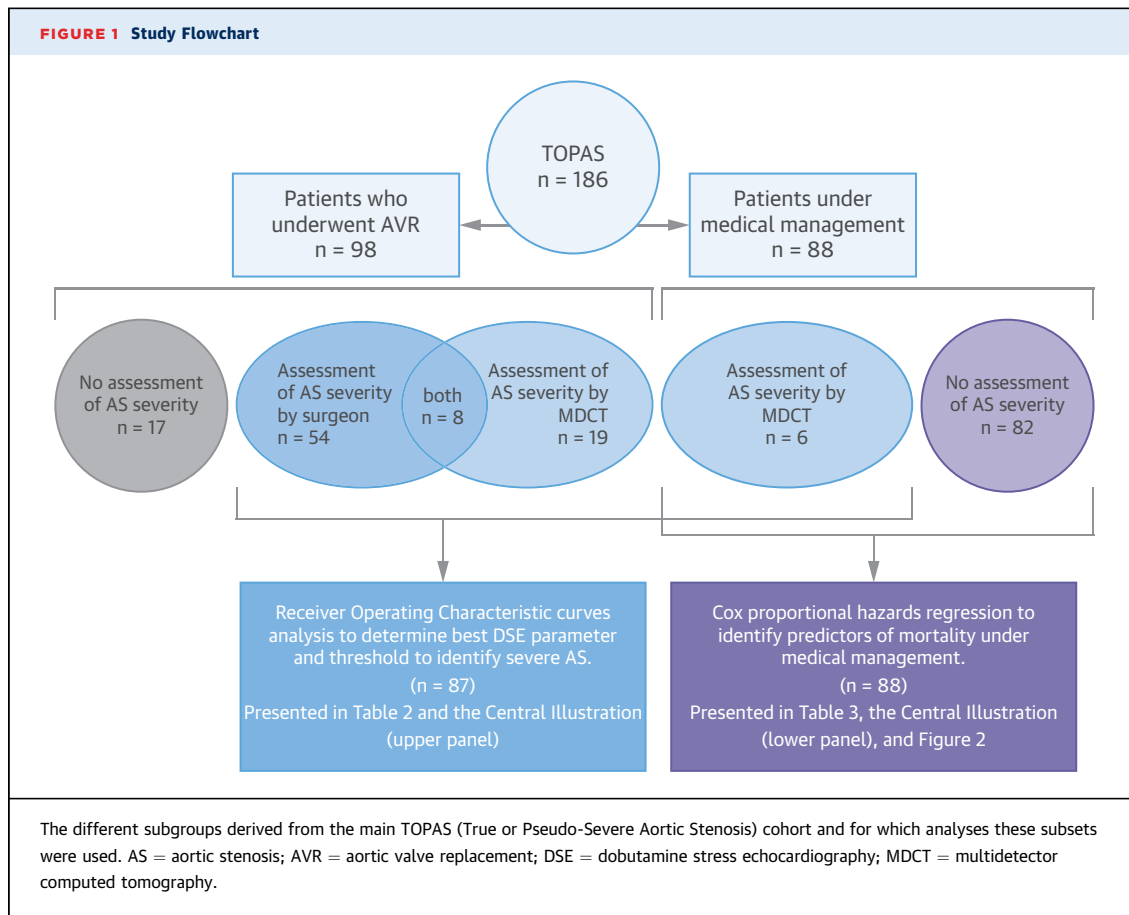 FIGURE 1 Study Flowchart
TOPAS
n = 186
Patients who
underwent AVR
n = 98
Patients under
medical management
n = 88
No assessment
of AS severity
n = 17
Assessment
of AS severity
by surgeon
n = 54
both
n = 8
Assessment of
AS severity by
MDCT
n = 19
Assessment of
AS severity by
MDCT
n = 6
No assessment
of AS severity
n = 82
Receiver Operating Characteristic curves
analysis to determine best DSE parameter
and threshold to identify severe AS.
(n = 87)
Presented in Table 2 and the Central Illustration
(upper panel)
Cox proportional hazards regression to
identify predictors of mortality under
medical management.
(n = 88)
Presented in Table 3, the Central Illustration
(lower panel), and Figure 2
The different subgroups derived from the main TOPAS (True or Pseudo-Severe Aortic Stenosis) cohort and for which analyses these subsets
were used. AS = aortic stenosis; AVR = aortic valve replacement; DSE = dobutamine stress echocardiography; MDCT = multidetector
computed tomography.